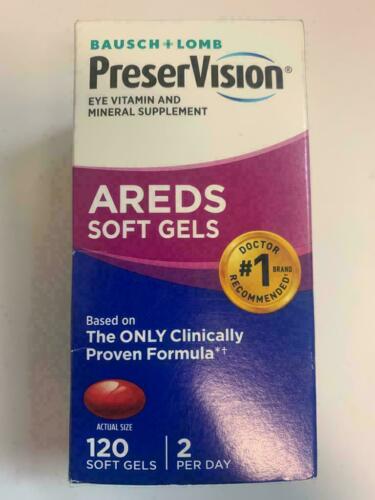 BAUSCH + LOMB
PreserVision®
EYE VITAMIN AND
MINERAL SUPPLEMENT
AREDS
SOFT GELS
DOCTOR
#1 BRAND
RECOMMENDED†
Based on
The ONLY Clinically
Proven Formula*†
ACTUAL SIZE
120
SOFT GELS
2
PER DAY